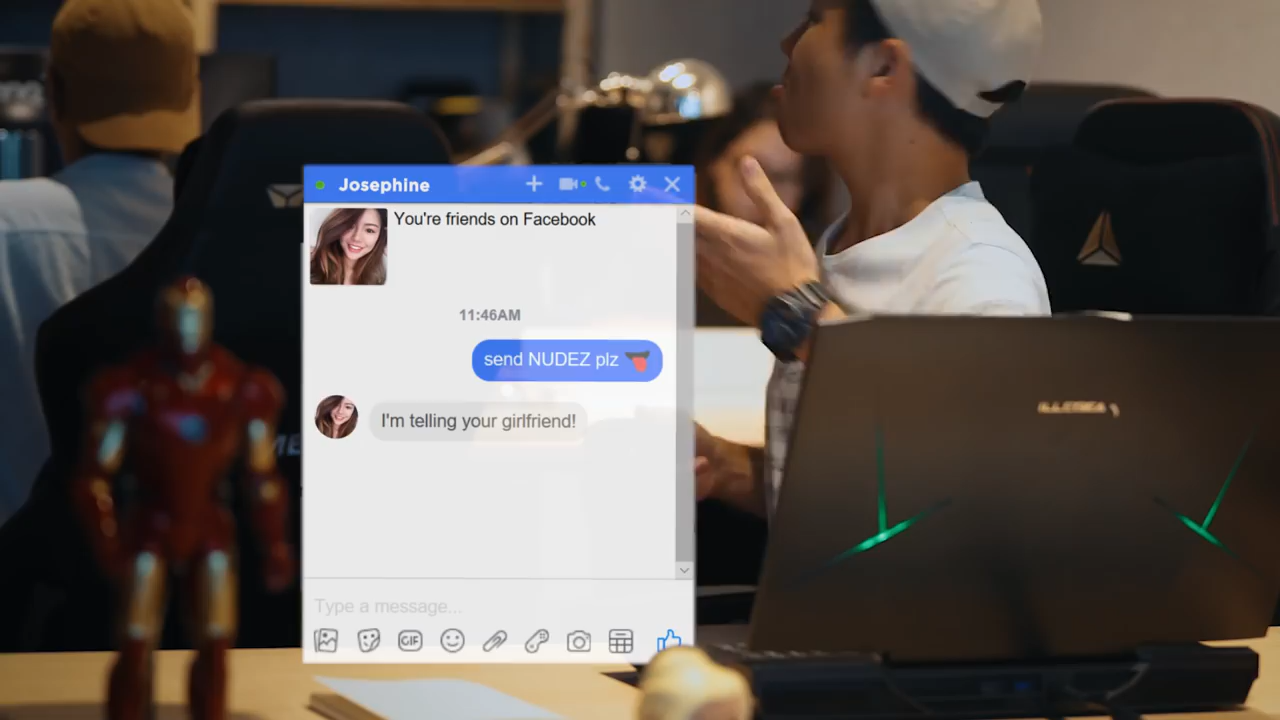 Josephine
You're friends on Facebook
11:46AM
send NUDEZ plz
I'm telling your girlfriend!
Type a message...
GIF